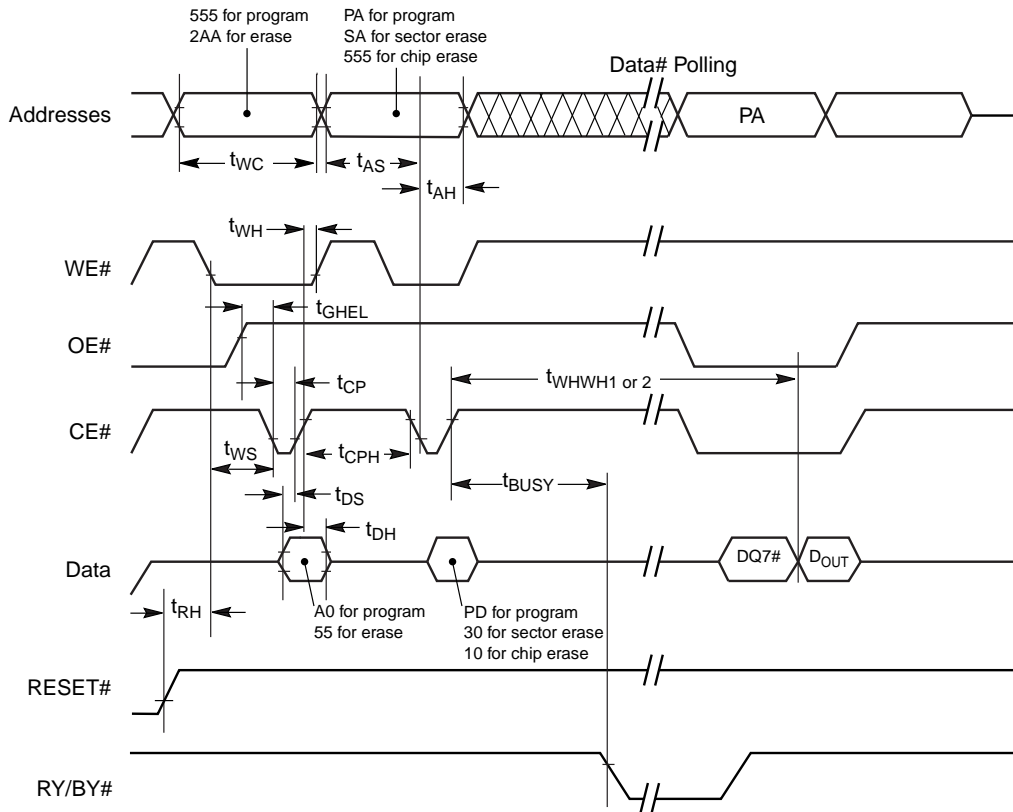 555 for program
2AA for erase
PA for program
SA for sector erase
555 for chip erase
Data# Polling
Addresses
PA
tWC
tAS
tAH
tWH
WE#
tGHEL
OE#
tWHWH1 or 2
tCP
CE#
tWS
tCPH
tBUSY
tDS
tDH
Data
DQ7#
DOUT
tRH
A0 for program
55 for erase
PD for program
30 for sector erase
10 for chip erase
RESET#
RY/BY#